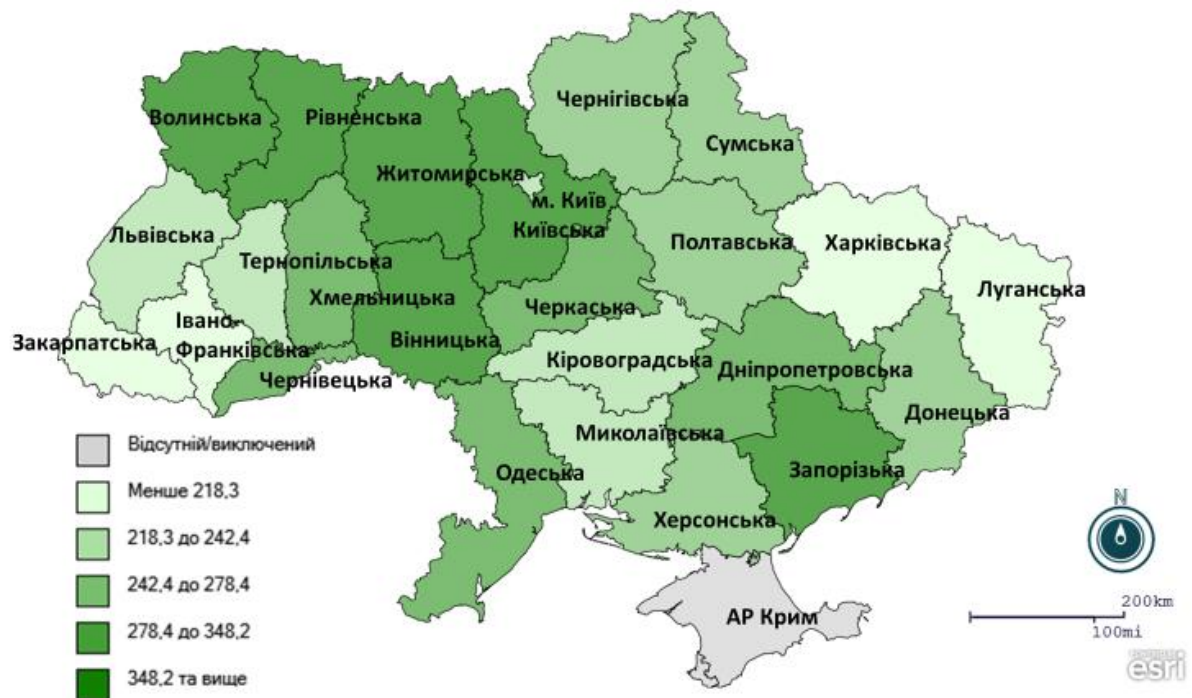 Чернігівська
Волинська
Рівненська
Сумська
Житомирська
м. Київ
Київська
Львівська
Полтавська
Харківська
Тернопільська
Луганська
Хмельницька
Черкаська
Івано-
Франківська
Закарпатська
Вінницька
Кіровоградська
Дніпропетровська
Чернівецька
Донецька
Миколаївська
Одеська
Запорізька
Херсонська
АР Крим
Відсутній/виключений
Менше 218,3
218,3 до 242,4
242,4 до 278,4
278,4 до 348,2
348,2 та вище
N
200km
100mi
esri